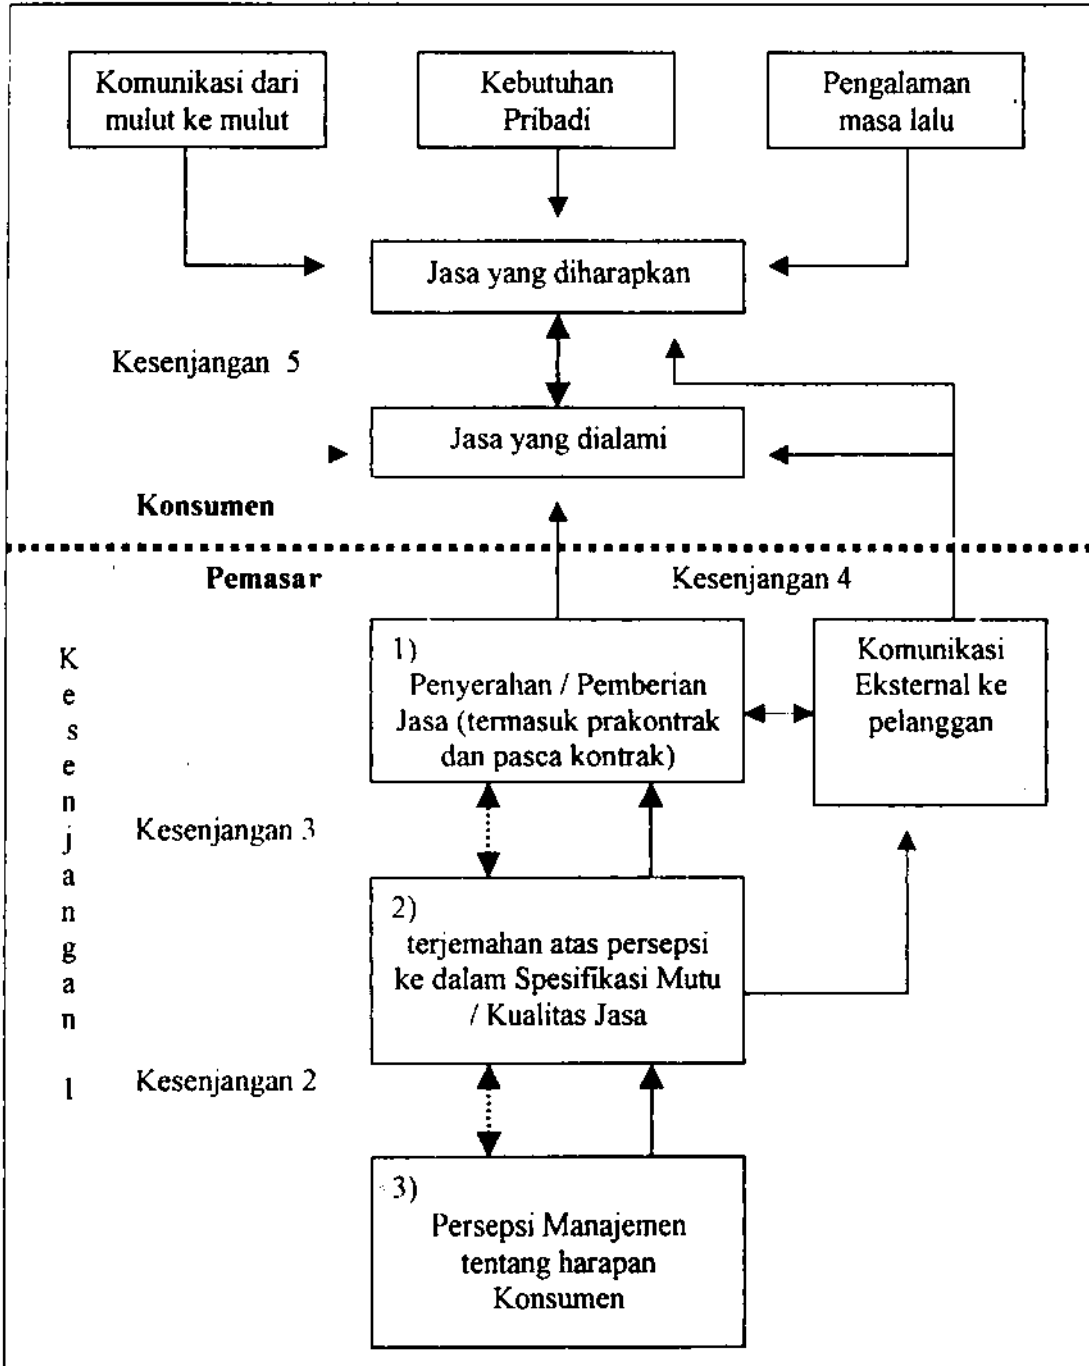 Komunikasi dari
mulut ke mulut
Kebutuhan
Pribadi
Pengalaman
masa lalu
Jasa yang diharapkan
Kesenjangan 5
Jasa yang dialami
Konsumen
Pemasar
Kesenjangan 4
1)
Penyerahan / Pemberian
Jasa (termasuk prakontrak
dan pasca kontrak)
Komunikasi
Eksternal ke
pelanggan
K
e
s
e
n
j
a
n
g
a
n
1
Kesenjangan 3
2)
terjemahan atas persepsi
ke dalam Spesifikasi Mutu
/ Kualitas Jasa
Kesenjangan 2
3)
Persepsi Manajemen
tentang harapan
Konsumen